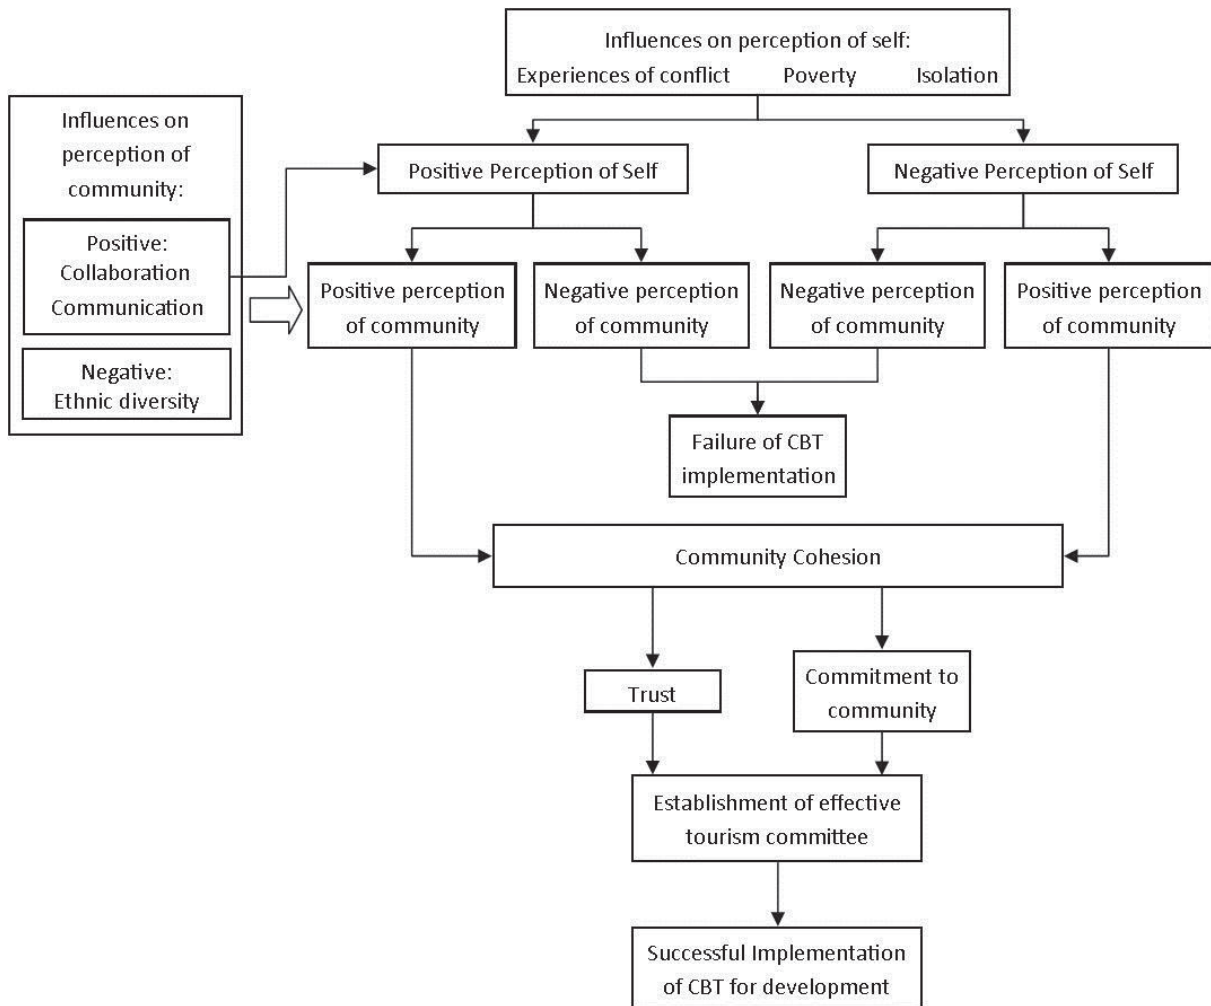 Influences on perception of self:
Experiences of conflict Poverty Isolation
Influences on
perception of
community:
Positive:
Collaboration
Communication
Negative:
Ethnic diversity
Positive Perception of Self
Negative Perception of Self
Positive perception
of community
Negative perception
of community
Negative perception
of community
Positive perception
of community
Failure of CBT
implementation
Community Cohesion
Trust
Commitment to
community
Establishment of effective
tourism committee
Successful Implementation
of CBT for development